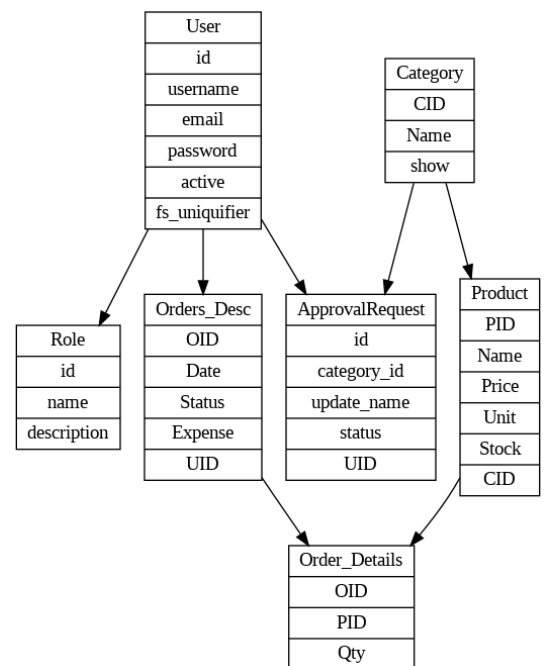 User
id
username
email
password
active
fs_uniquifier
Category
CID
Name
show
Role
id
name
description
Orders_Desc
OID
Date
Status
Expense
UID
ApprovalRequest
id
category_id
update_name
status
UID
Product
PID
Name
Price
Unit
Stock
CID
Order_Details
OID
PID
Qty